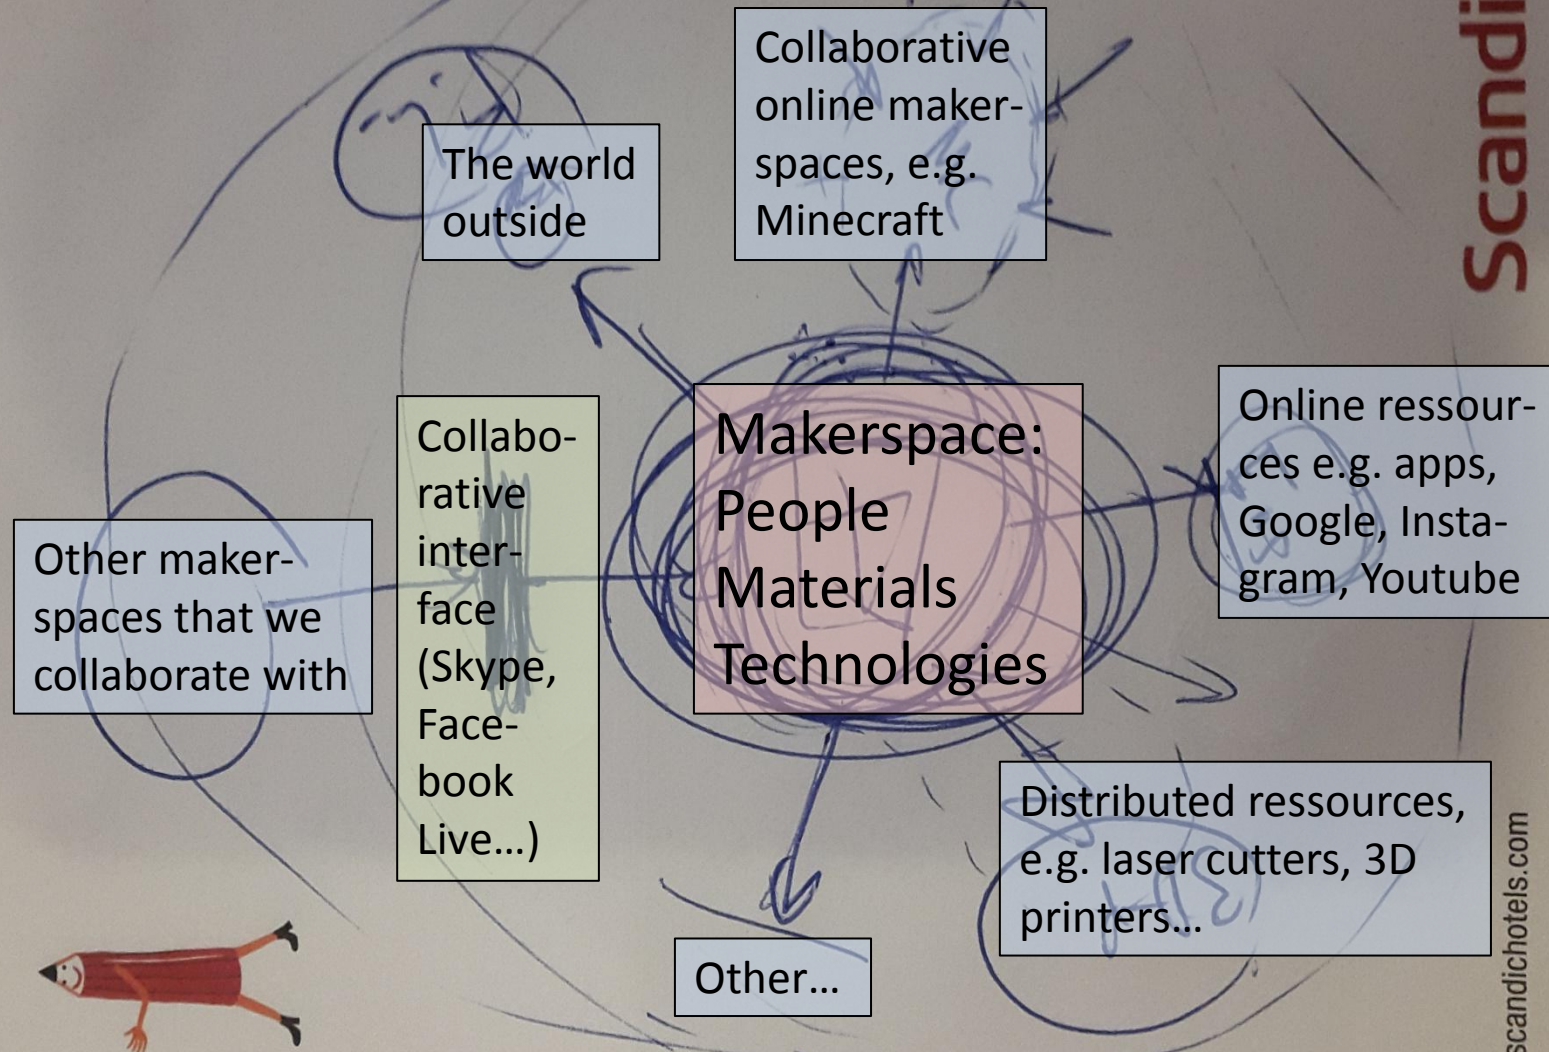 Collaborative
online maker-
spaces, e.g.
Minecraft
The world
outside
Scandi
Online ressour-
ces e.g. apps,
Google, Insta-
gram, Youtube
Makerspace:
People
Materials
Technologies
Collabo-
rative
inter-
face
(Skype,
Face-
book
Live…)
Other maker-
spaces that we
collaborate with
Distributed ressources,
e.g. laser cutters, 3D
printers…
Other…
scandichotels.com